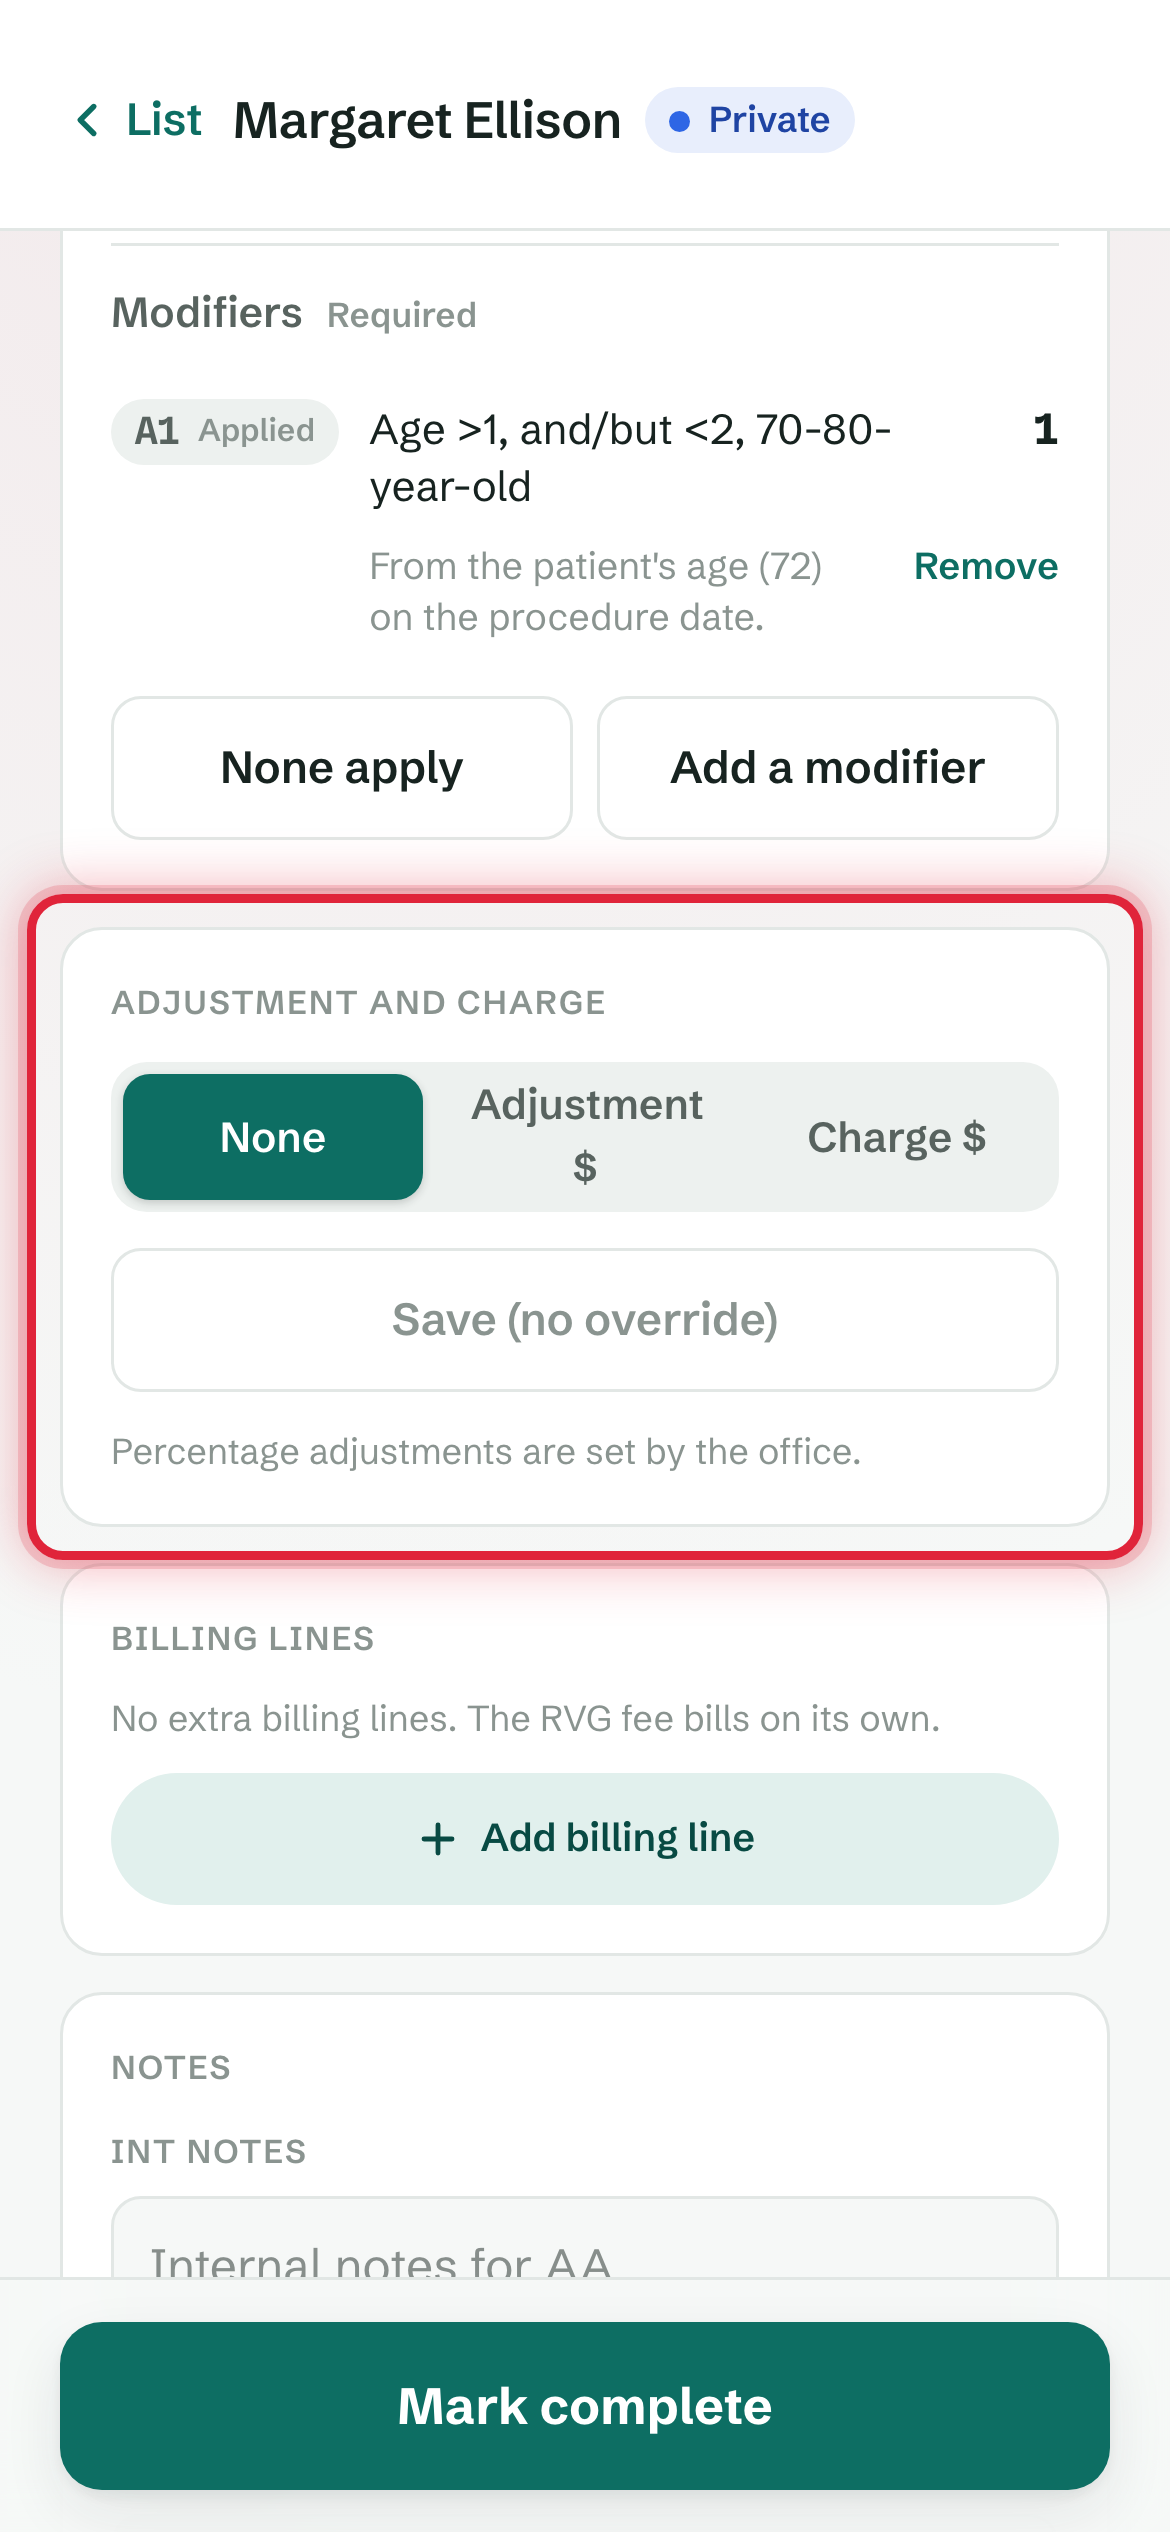 List Margaret Ellison Private
Modifiers Required
A1 Applied Age >1, and/but <2, 70-80- 1
year-old
From the patient's age (72) Remove
on the procedure date.
None apply Add a modifier
ADJUSTMENT AND CHARGE
None Adjustment $ Charge $
Save (no override)
Percentage adjustments are set by the office.
BILLING LINES
No extra billing lines. The RVG fee bills on its own.
+ Add billing line
NOTES
INT NOTES
Internal notes for AA
Mark complete